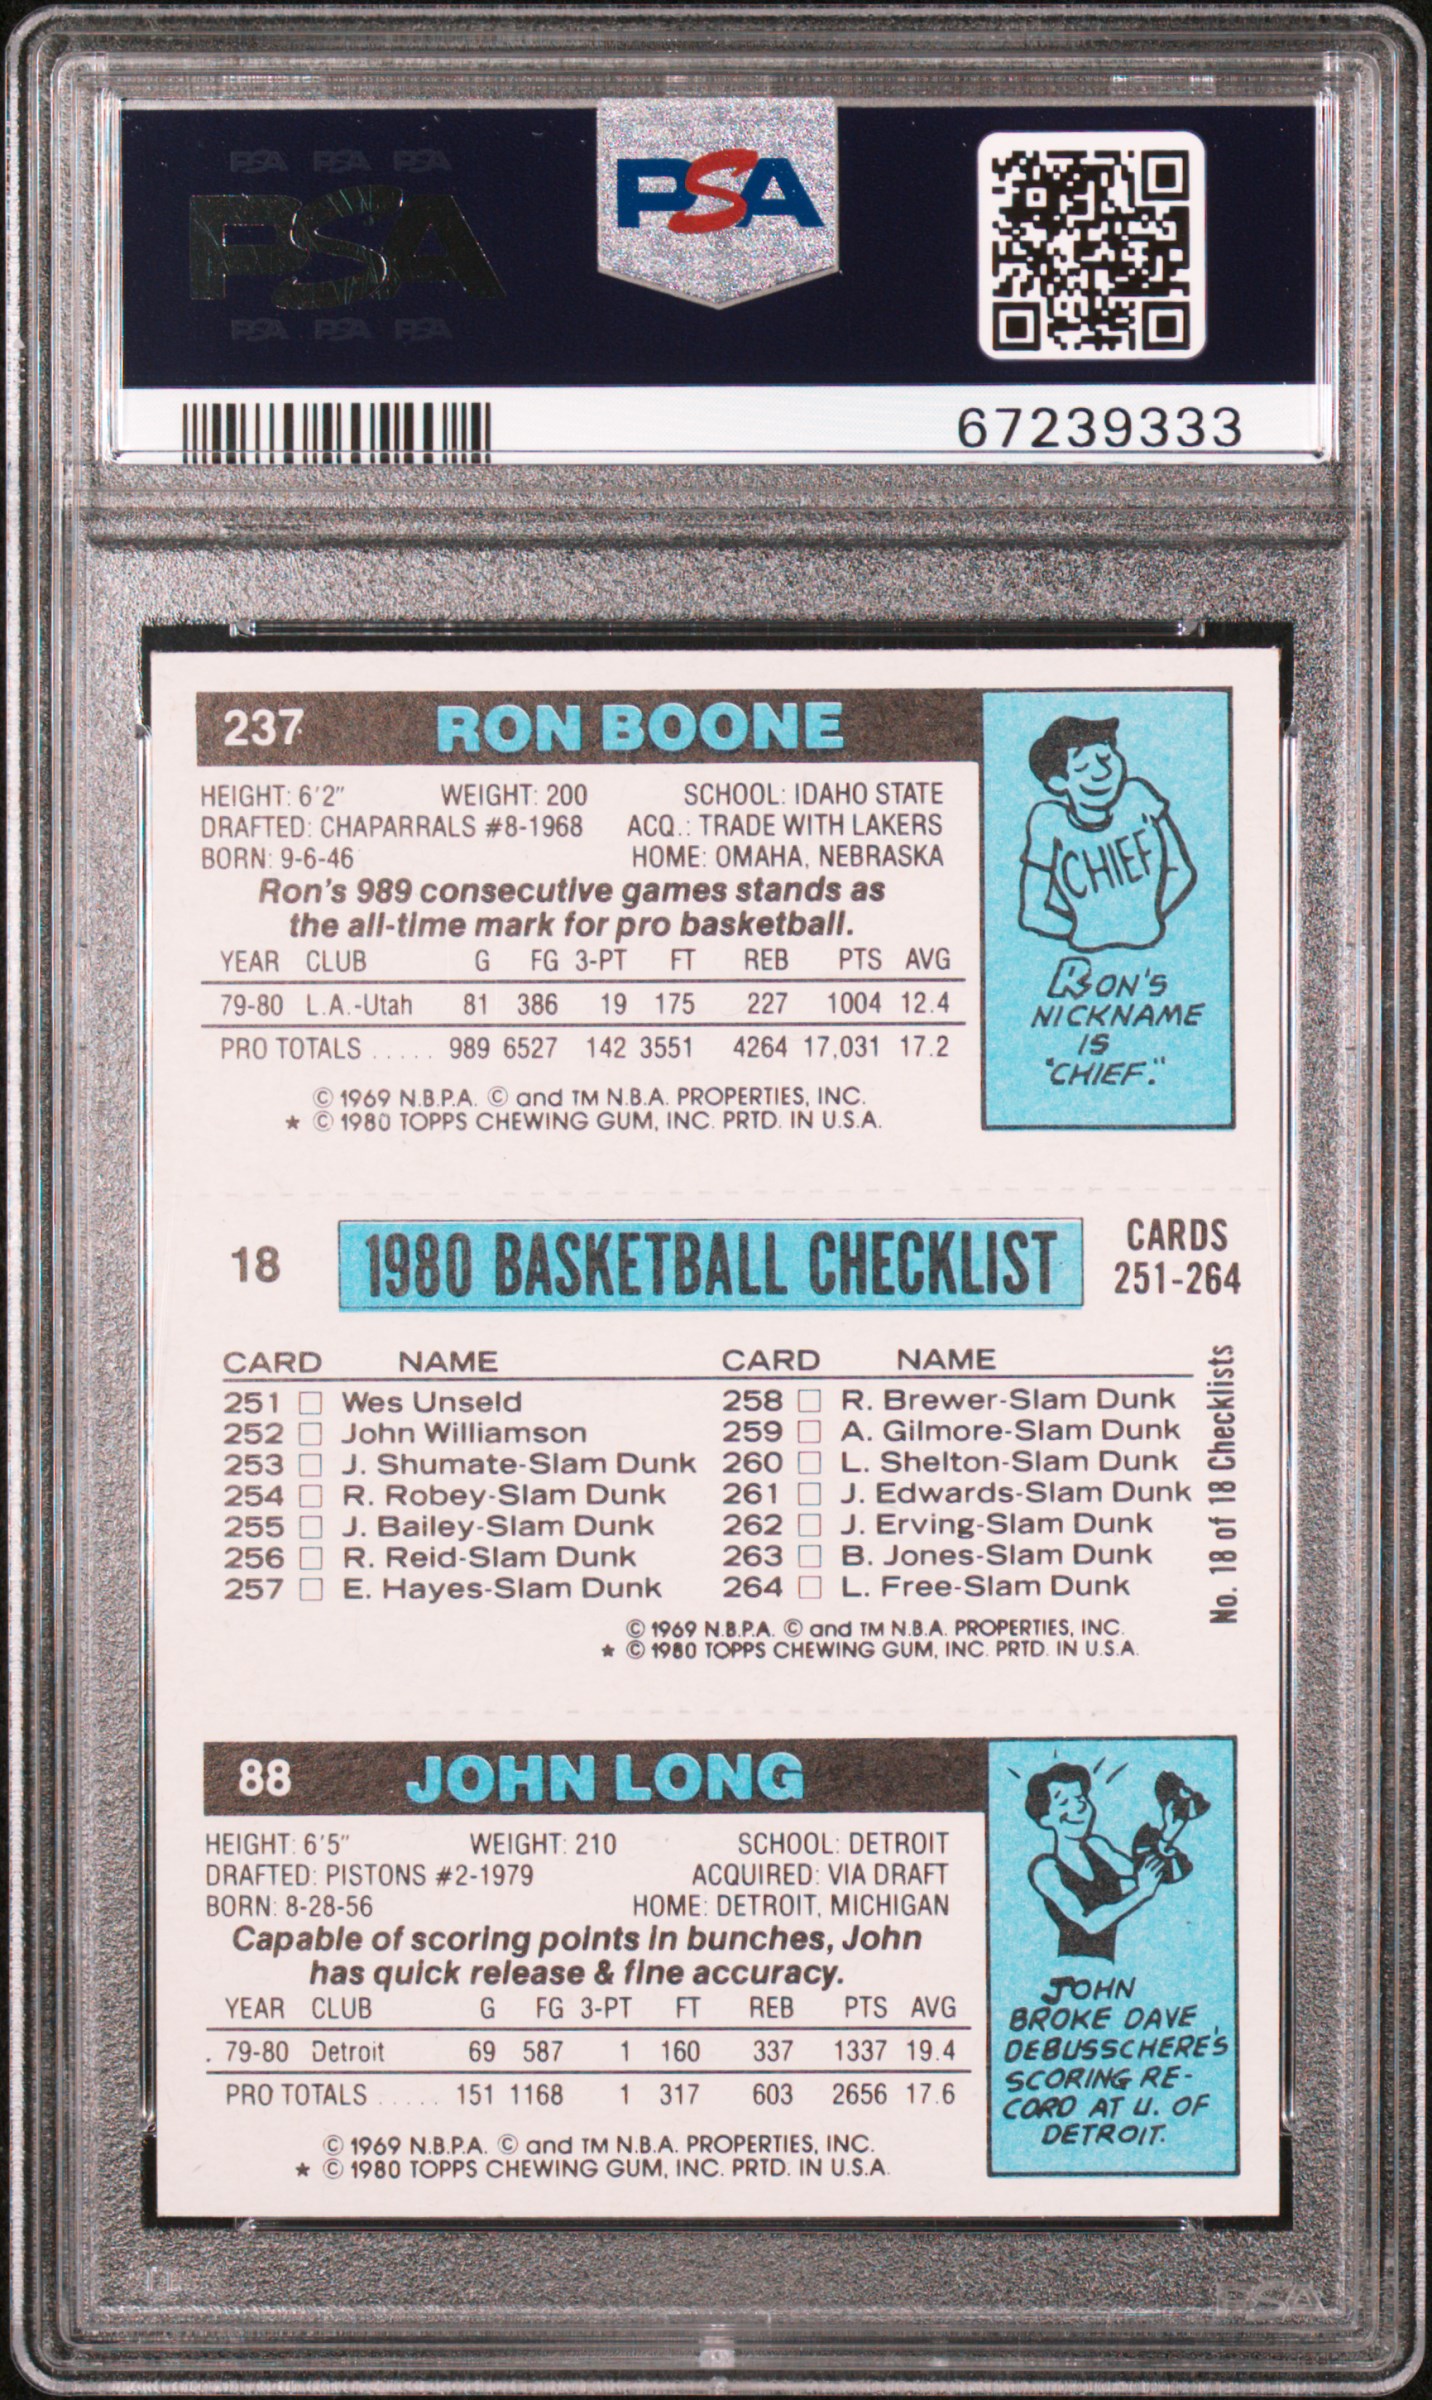 PSA PSA PSA
PSA
PSA PSA PSA
PSA
67239333
237 RON BOONE
HEIGHT: 6'2" WEIGHT: 200 SCHOOL: IDAHO STATE
DRAFTED: CHAPARRALS #8-1968 ACQ.: TRADE WITH LAKERS
BORN: 9-6-46 HOME: OMAHA, NEBRASKA
Ron's 989 consecutive games stands as
the all-time mark for pro basketball.
YEAR CLUB G FG 3-PT FT REB PTS AVG
79-80 L.A.-Utah 81 386 19 175 227 1004 12.4
PRO TOTALS ..... 989 6527 142 3551 4264 17,031 17.2
© 1969 N.B.P.A. © and TM N.B.A. PROPERTIES, INC.
★ © 1980 TOPPS CHEWING GUM, INC. PRTD. IN U.S.A.
CHIEF
RON'S
NICKNAME
IS
"CHIEF."
18 1980 BASKETBALL CHECKLIST CARDS
251-264
CARD NAME CARD NAME
251 □ Wes Unseld 258 □ R. Brewer-Slam Dunk
252 □ John Williamson 259 □ A. Gilmore-Slam Dunk
253 □ J. Shumate-Slam Dunk 260 □ L. Shelton-Slam Dunk
254 □ R. Robey-Slam Dunk 261 □ J. Edwards-Slam Dunk
255 □ J. Bailey-Slam Dunk 262 □ J. Erving-Slam Dunk
256 □ R. Reid-Slam Dunk 263 □ B. Jones-Slam Dunk
257 □ E. Hayes-Slam Dunk 264 □ L. Free-Slam Dunk
No. 18 of 18 Checklists
© 1969 N.B.P.A. © and TM N.B.A. PROPERTIES, INC.
★ © 1980 TOPPS CHEWING GUM, INC. PRTD. IN U.S.A.
88 JOHN LONG
HEIGHT: 6'5" WEIGHT: 210 SCHOOL: DETROIT
DRAFTED: PISTONS #2-1979 ACQUIRED: VIA DRAFT
BORN: 8-28-56 HOME: DETROIT, MICHIGAN
Capable of scoring points in bunches, John
has quick release & fine accuracy.
YEAR CLUB G FG 3-PT FT REB PTS AVG
79-80 Detroit 69 587 1 160 337 1337 19.4
PRO TOTALS ..... 151 1168 1 317 603 2656 17.6
© 1969 N.B.P.A. © and TM N.B.A. PROPERTIES, INC.
★ © 1980 TOPPS CHEWING GUM, INC. PRTD. IN U.S.A.
JOHN
BROKE DAVE
DEBUSSCHERE'S
SCORING RE-
CORD AT U. OF
DETROIT.
PSA